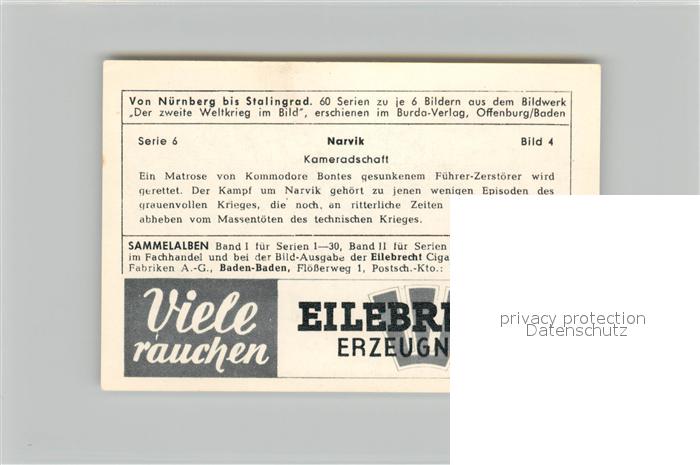 Von Nürnberg bis Stalingrad. 60 Serien zu je 6 Bildern aus dem Bildwerk
„Der zweite Weltkrieg im Bild", erschienen im Burda-Verlag, Offenburg/Baden
Serie 6 Narvik Bild 4
Kameradschaft
Ein Matrose von Kommodore Bontes gesunkenem Führer-Zerstörer wird
gerettet. Der Kampf um Narvik gehört zu jenen wenigen Episoden des
grauenvollen Krieges, die noch an ritterliche Zeiten
abheben vom Massentöten des technischen Krieges.
SAMMELALBEN Band I für Serien 1—30, Band II für Serien
im Fachhandel und bei der Bild-Ausgabe der Eilebrecht Ciga
Fabriken A.-G., Baden-Baden, Flößerweg 1, Postsch.-Kto.:
Viele
rauchen
EILEBRE
ERZEUGN
privacy protection
Datenschutz